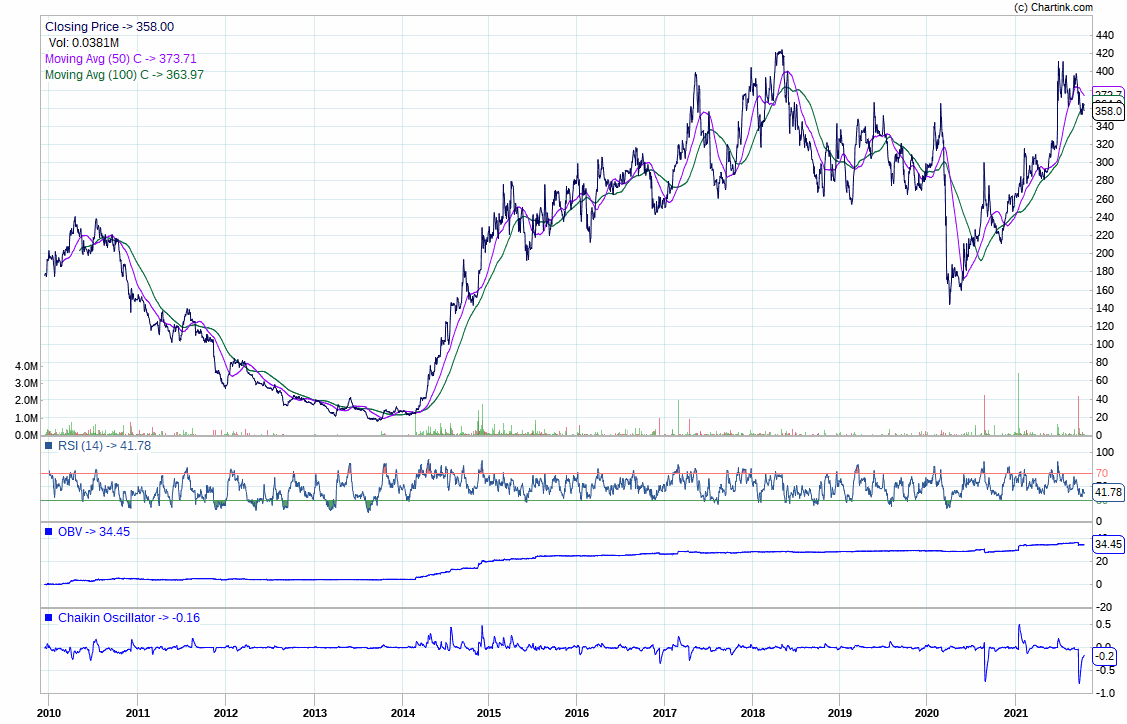 (c) Chartink.com
Closing Price -> 358.00
Vol: 0.0381M
Moving Avg (50) C -> 373.71
Moving Avg (100) C -> 363.97
440
420
400
358.0
340
320
300
280
260
240
220
200
180
160
140
120
100
80
60
40
20
0
4.0M
3.0M
2.0M
1.0M
0.0M
RSI (14) -> 41.78
100
70
41.78
0
OBV -> 34.45
34.45
20
0
-20
Chaikin Oscillator -> -0.16
0.5
-0.2
-0.5
-1.0
2010 2011 2012 2013 2014 2015 2016 2017 2018 2019 2020 2021